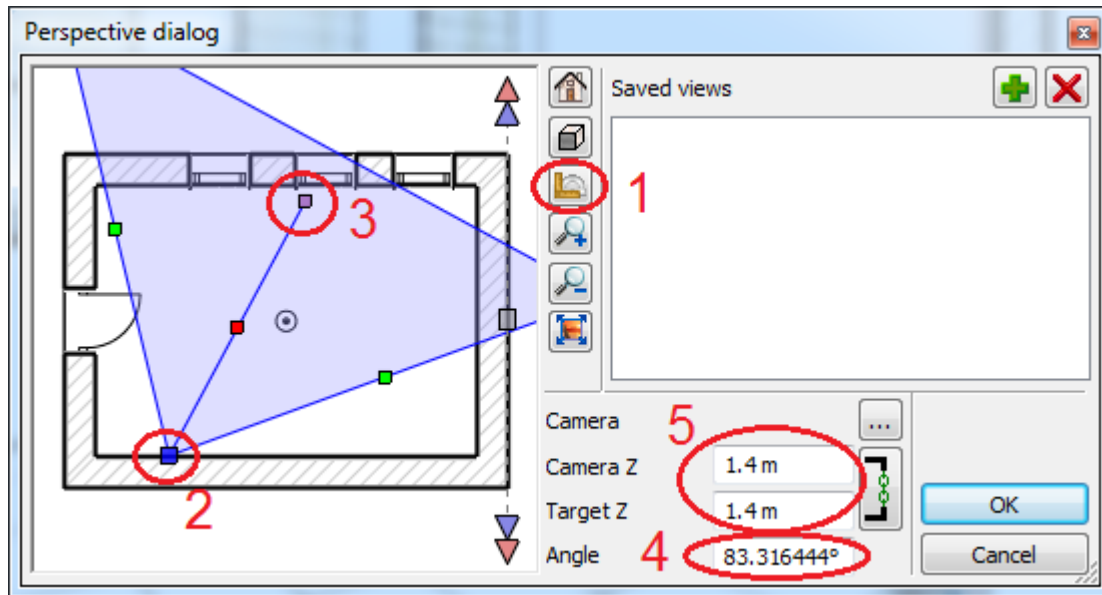 Perspective dialog
Saved views
1
3
2
Camera
5
...
Camera Z 1.4 m
Target Z 1.4 m
Angle 4 83.316444°
OK
Cancel